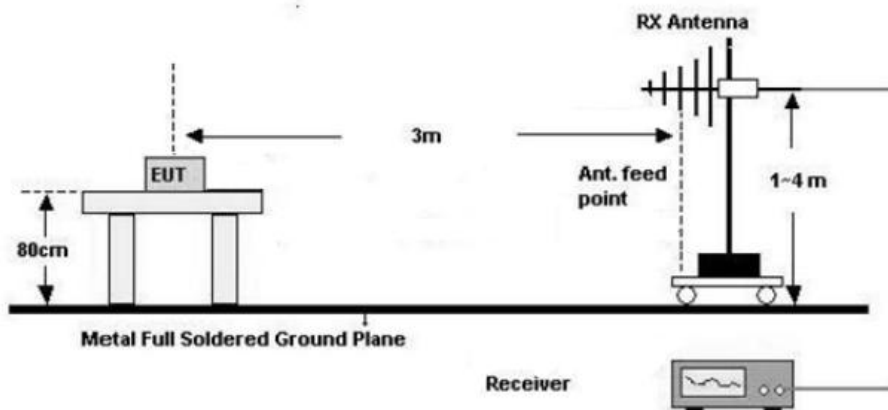 RX Antenna
3m
EUT
Ant. feed
point
1~4 m
80cm
Metal Full Soldered Ground Plane
Receiver